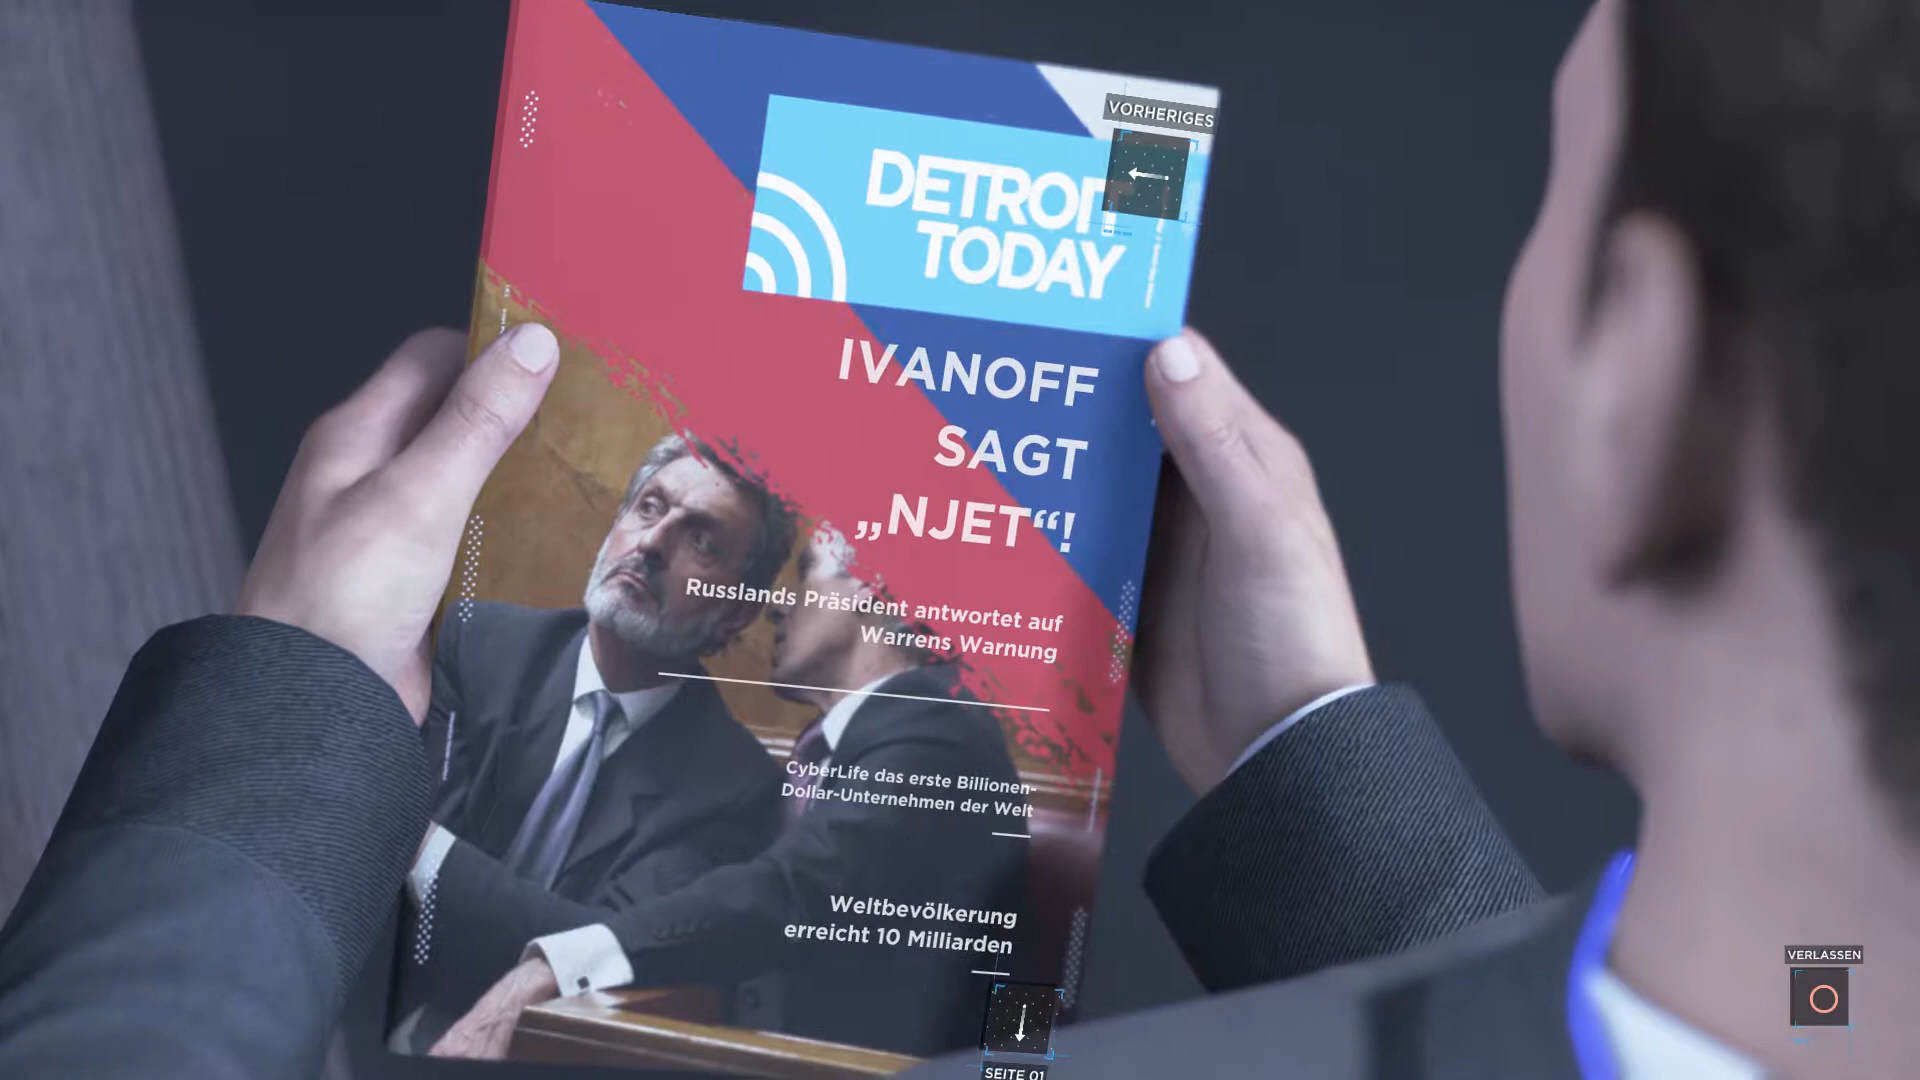 VORHERIGES
DETROIT
TODAY
IVANOFF
SAGT
„NJET“!
Russlands Präsident antwortet auf
Warrens Warnung
CyberLife das erste Billionen-
Dollar-Unternehmen der Welt
Weltbevölkerung
erreicht 10 Milliarden
VERLASSEN
SEITE 01